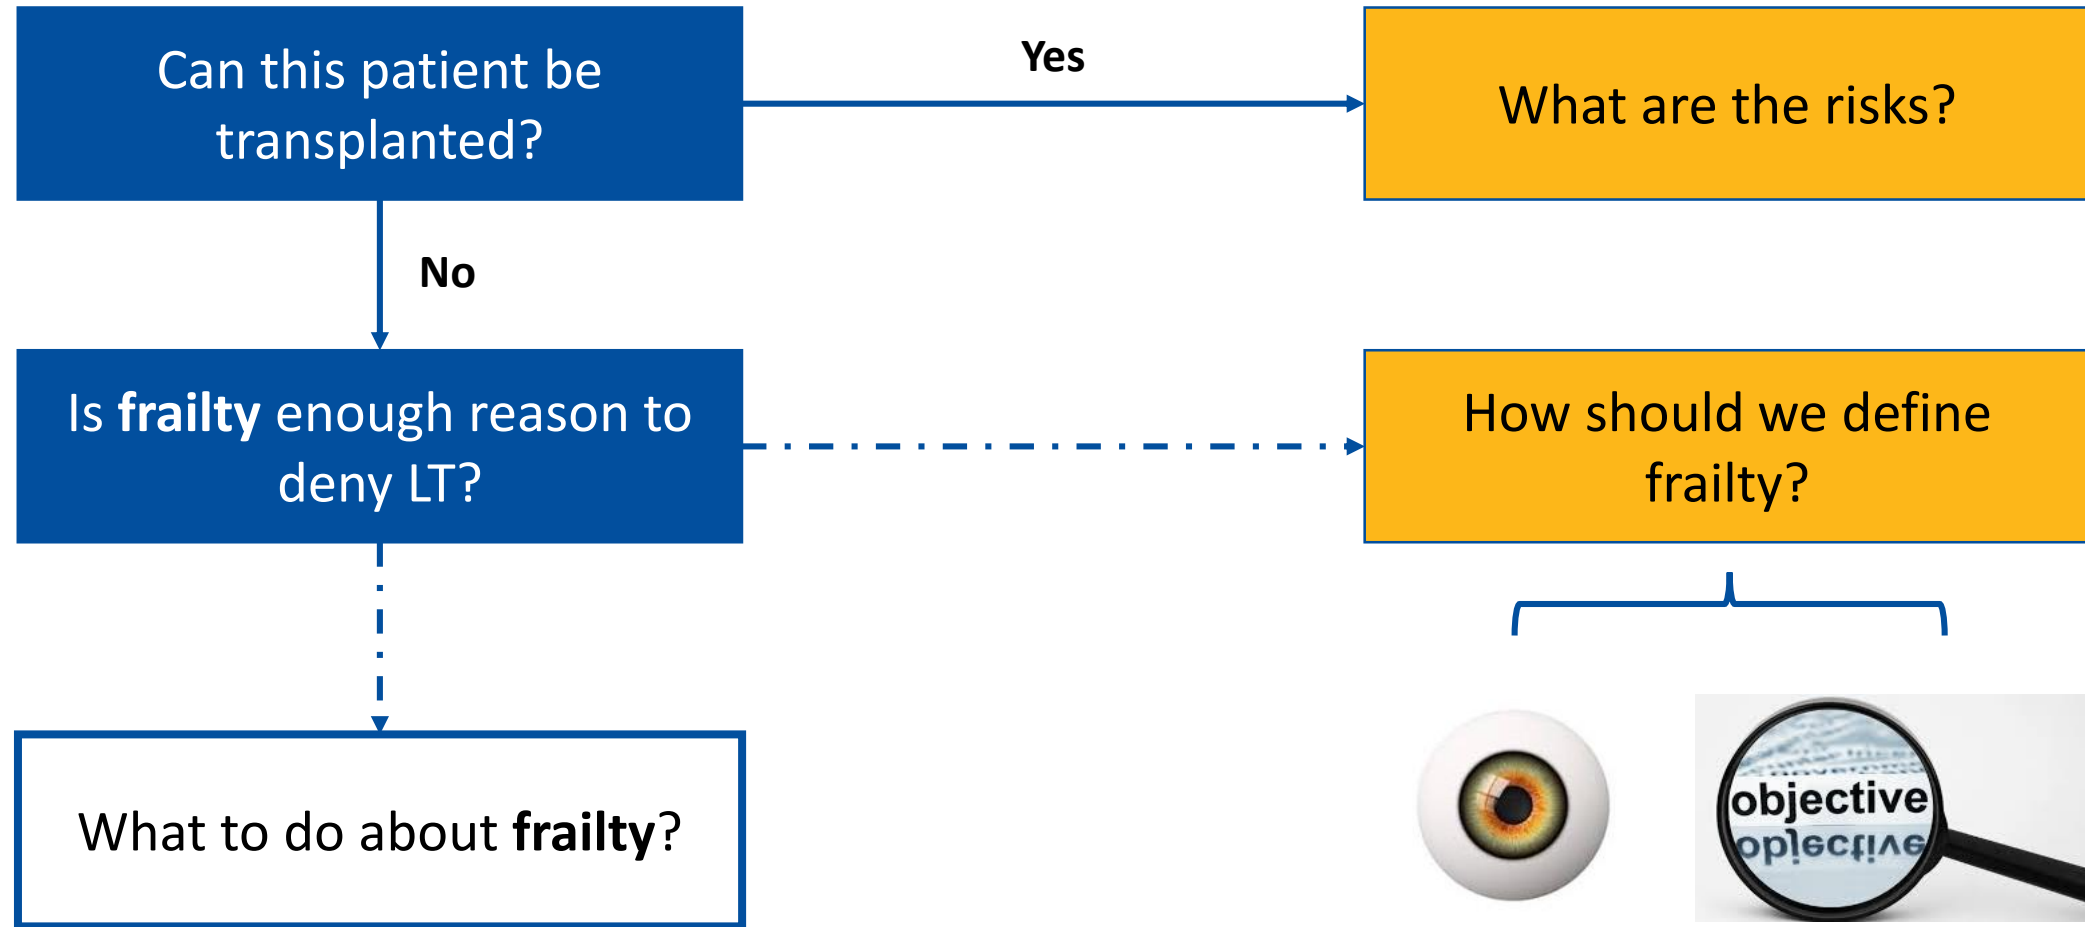 Can this patient be
transplanted?
Yes
What are the risks?
No
Is frailty enough reason to
deny LT?
How should we define
frailty?
What to do about frailty?
objective
objective